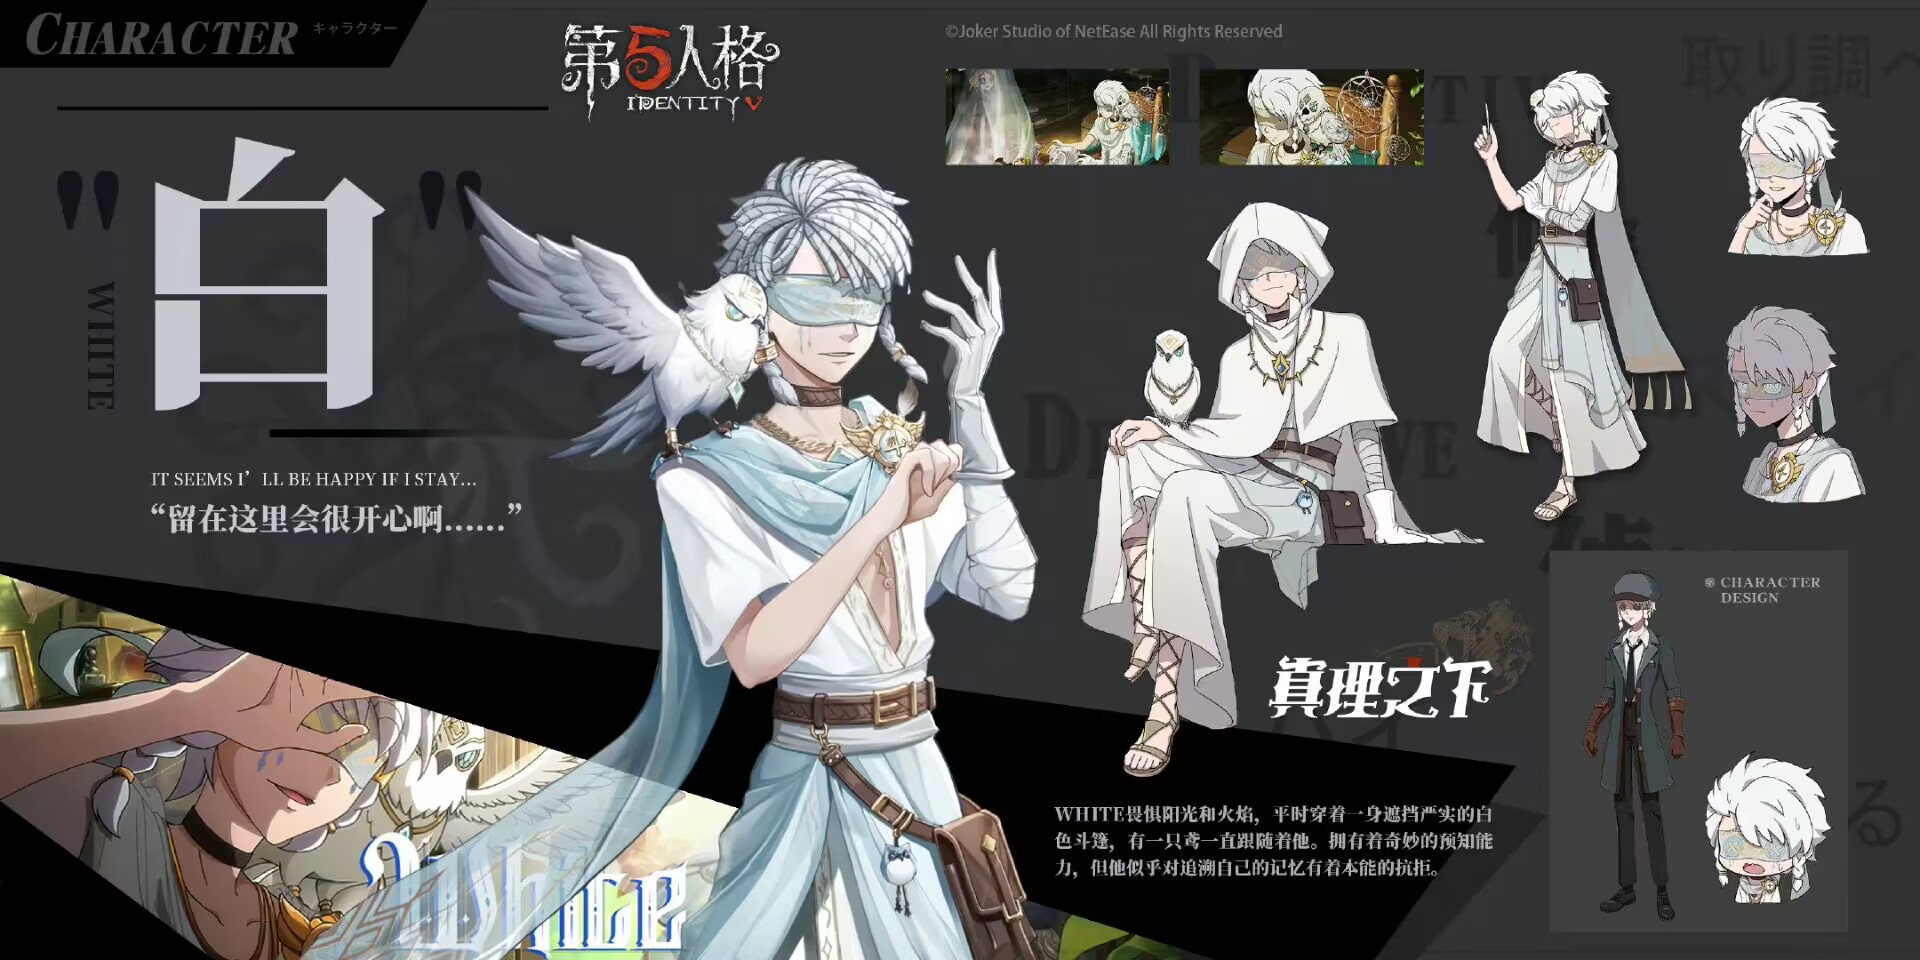 CHARACTER キャラクター
第5人格
IDENTITY V
©Joker Studio of NetEase All Rights Reserved
"白"
WHITE
IT SEEMS I'LL BE HAPPY IF I STAY...
“留在这里会很开心啊……”
White
真理之下
WHITE畏惧阳光和火焰，平时穿着一身遮挡严实的白
色斗篷，有一只鸢一直跟随着他。拥有着奇妙的预知能
力，但他似乎对追溯自己的记忆有着本能的抗拒。
CHARACTER
DESIGN
取り調べ